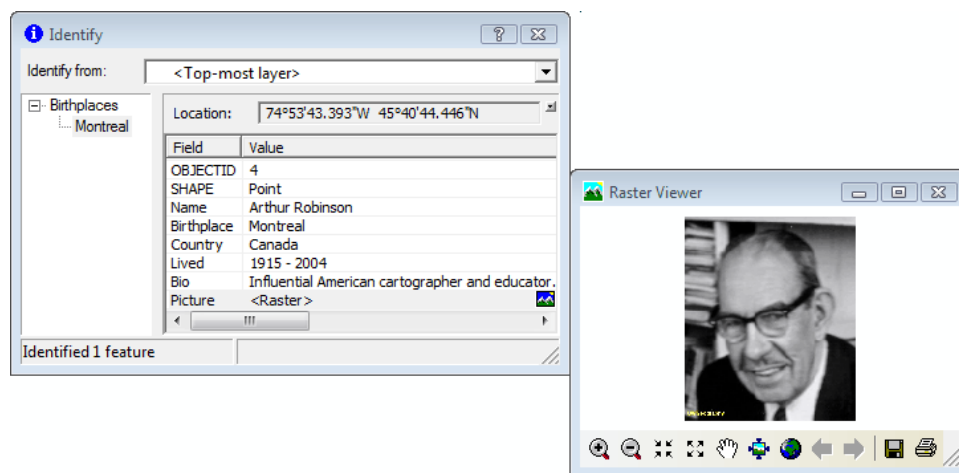 Identify
Identify from: <Top-most layer>
Birthplaces
Montreal
Location: 74°53'43.393"W 45°40'44.446"N
Field Value
OBJECTID 4
SHAPE Point
Name Arthur Robinson
Birthplace Montreal
Country Canada
Lived 1915 - 2004
Bio Influential American cartographer and educator.
Picture <Raster>
Identified 1 feature
Raster Viewer